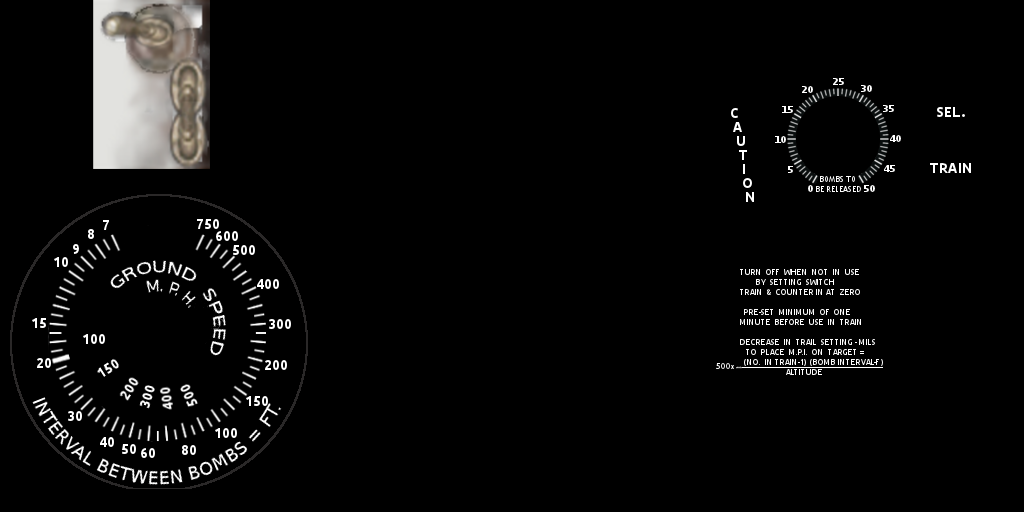 7 8 9 10 15 20 30 40 50 60 80 100 150 200 300 400 500 600 750
GROUND SPEED
M. P. H.
100 150 200 300 400 500
INTERVAL BETWEEN BOMBS = FT.
CAUTION
0 5 10 15 20 25 30 35 40 45 50
BOMBS TO
BE RELEASED
SEL.
TRAIN
TURN OFF WHEN NOT IN USE
BY SETTING SWITCH
TRAIN & COUNTER IN AT ZERO
PRE-SET MINIMUM OF ONE
MINUTE BEFORE USE IN TRAIN
DECREASE IN TRAIL SETTING - MILS
TO PLACE M.P.I. ON TARGET =
500x (NO. IN TRAIN-1) (BOMB INTERVAL-F.)
ALTITUDE